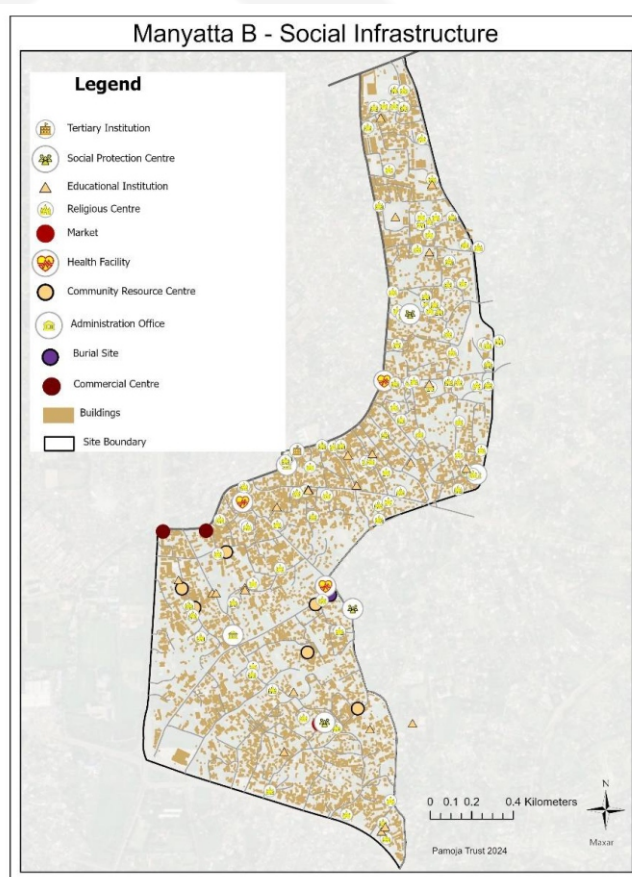 Manyatta B - Social Infrastructure
Legend
Tertiary Institution
Social Protection Centre
Educational Institution
Religious Centre
Market
Health Facility
Community Resource Centre
Administration Office
Burial Site
Commercial Centre
Buildings
Site Boundary
N
0 0.1 0.2 0.4 Kilometers
Pamoja Trust 2024
Maxar